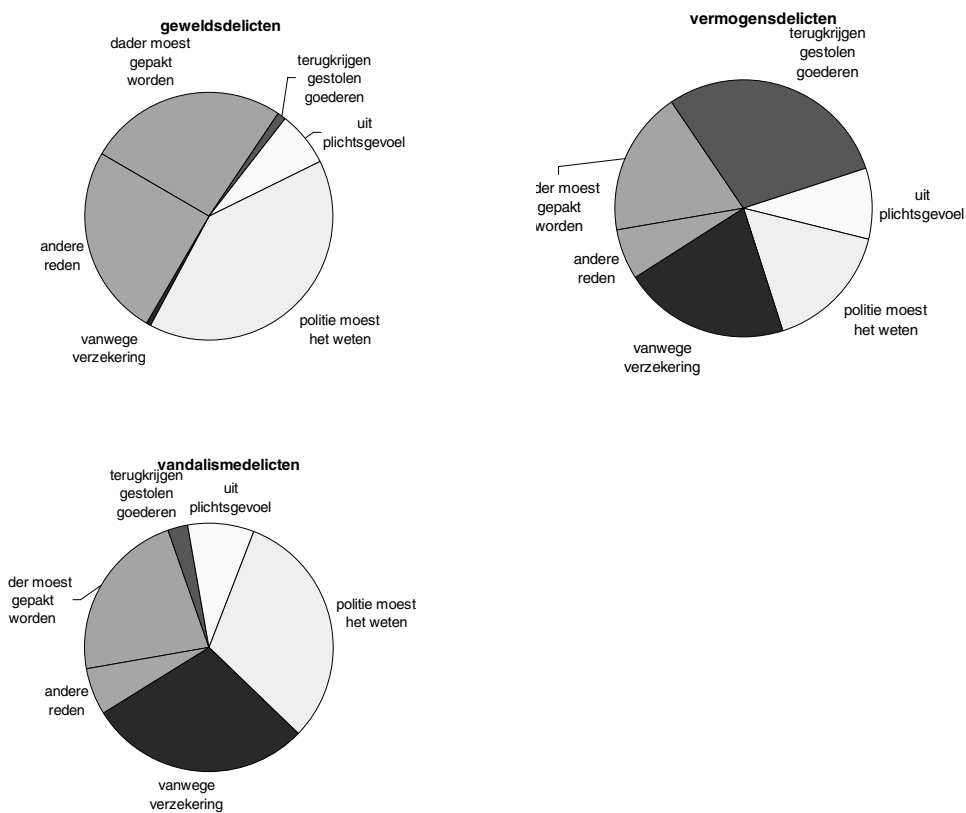 geweldsdelicten
dader moest
gepakt
worden
terugkrijgen
gestolen
goederen
uit
plichtsgevoel
andere
reden
vanwege
verzekering
politie moest
het weten
vermogensdelicten
terugkrijgen
gestolen
goederen
der moest
gepakt
worden
uit
plichtsgevoel
andere
reden
politie moest
het weten
vanwege
verzekering
vandalismedelicten
terugkrijgen
gestolen
goederen
uit
plichtsgevoel
der moest
gepakt
worden
politie moest
het weten
andere
reden
vanwege
verzekering